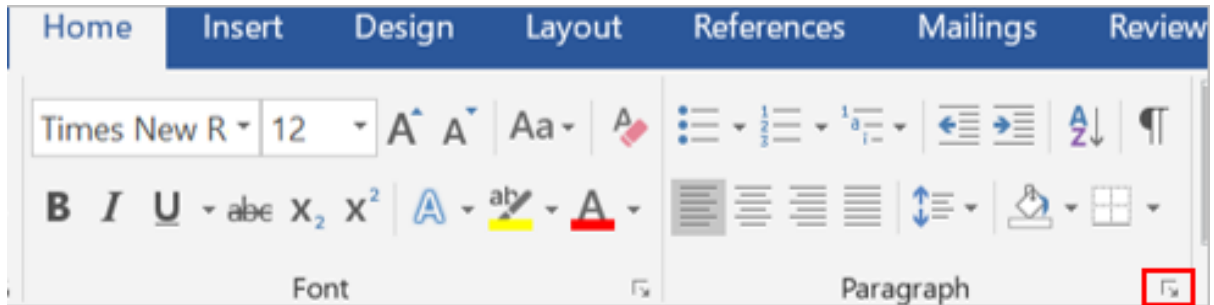 Home Insert Design Layout References Mailings Review
Times New R 12 A A Aa
B I U abc X₂ X² A ab A
Font Paragraph